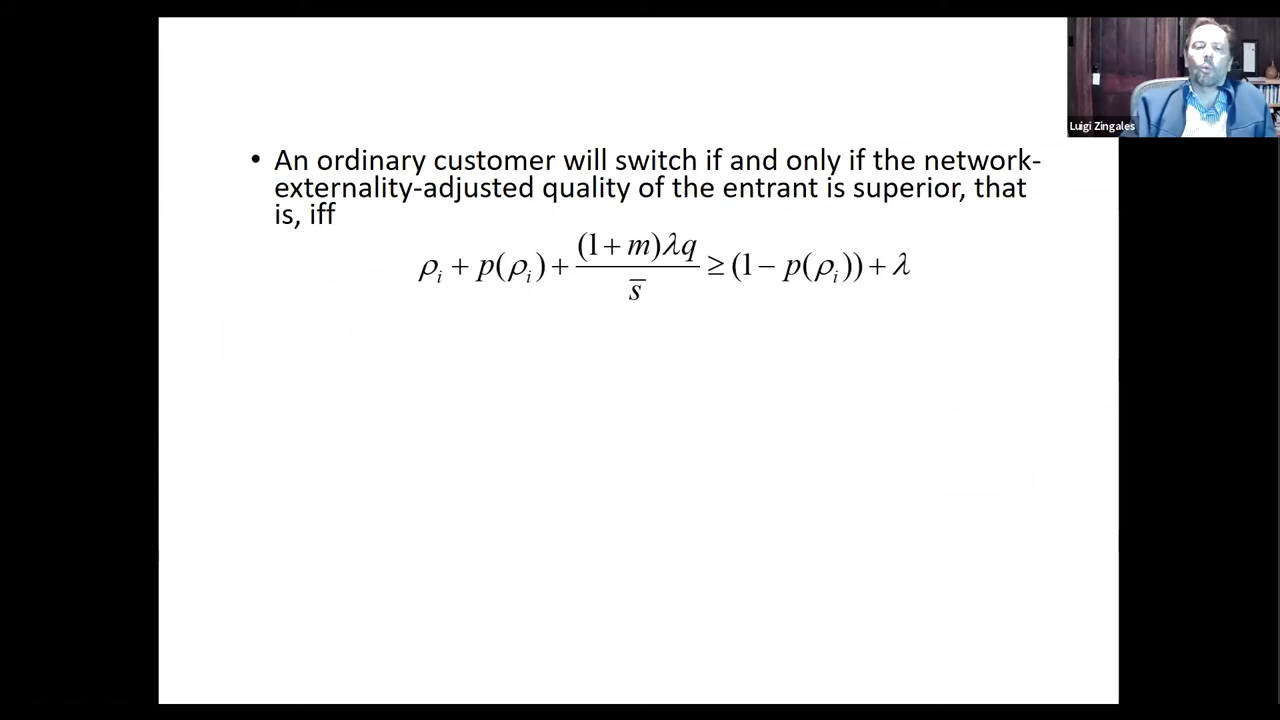 • An ordinary customer will switch if and only if the network-
externality-adjusted quality of the entrant is superior, that
is, iff
ρᵢ + p(ρᵢ) + (1+m)λq / s̅ ≥ (1 − p(ρᵢ)) + λ
Luigi Zingales